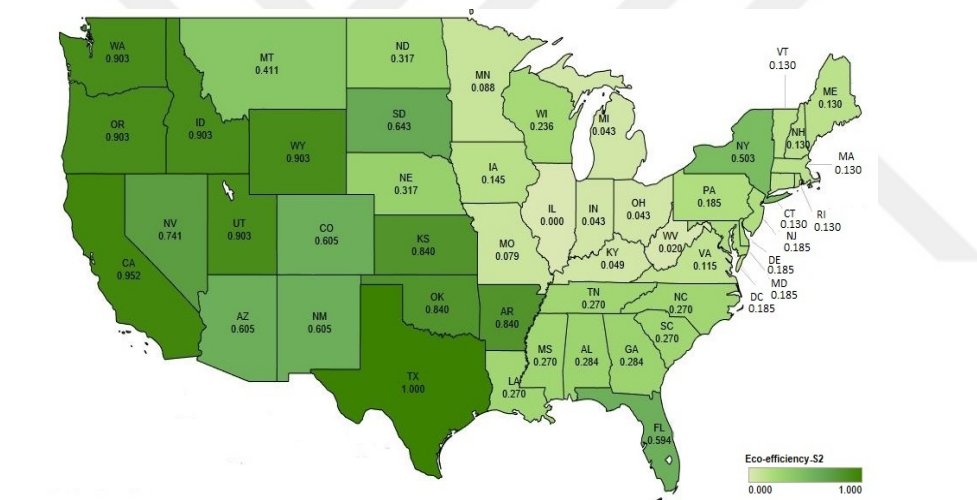 WA
0.903
MT
0.411
ND
0.317
MN
0.088
VT
0.130
ME
0.130
OR
0.903
ID
0.903
WY
0.903
SD
0.643
WI
0.236
MI
0.043
NH
0.130
NY
0.503
MA
0.130
NE
0.317
IA
0.145
PA
0.185
CT
0.130
RI
0.130
NJ
0.185
NV
0.741
UT
0.903
CO
0.605
KS
0.840
MO
0.079
IL
0.000
IN
0.043
OH
0.043
WV
0.020
KY
0.049
VA
0.115
DE
0.185
MD
0.185
DC
0.185
CA
0.952
AZ
0.605
NM
0.605
OK
0.840
AR
0.840
TN
0.270
NC
0.270
SC
0.270
MS
0.270
AL
0.284
GA
0.284
TX
1.000
LA
0.270
FL
0.594
Eco-efficiency-S2
0.000 1.000